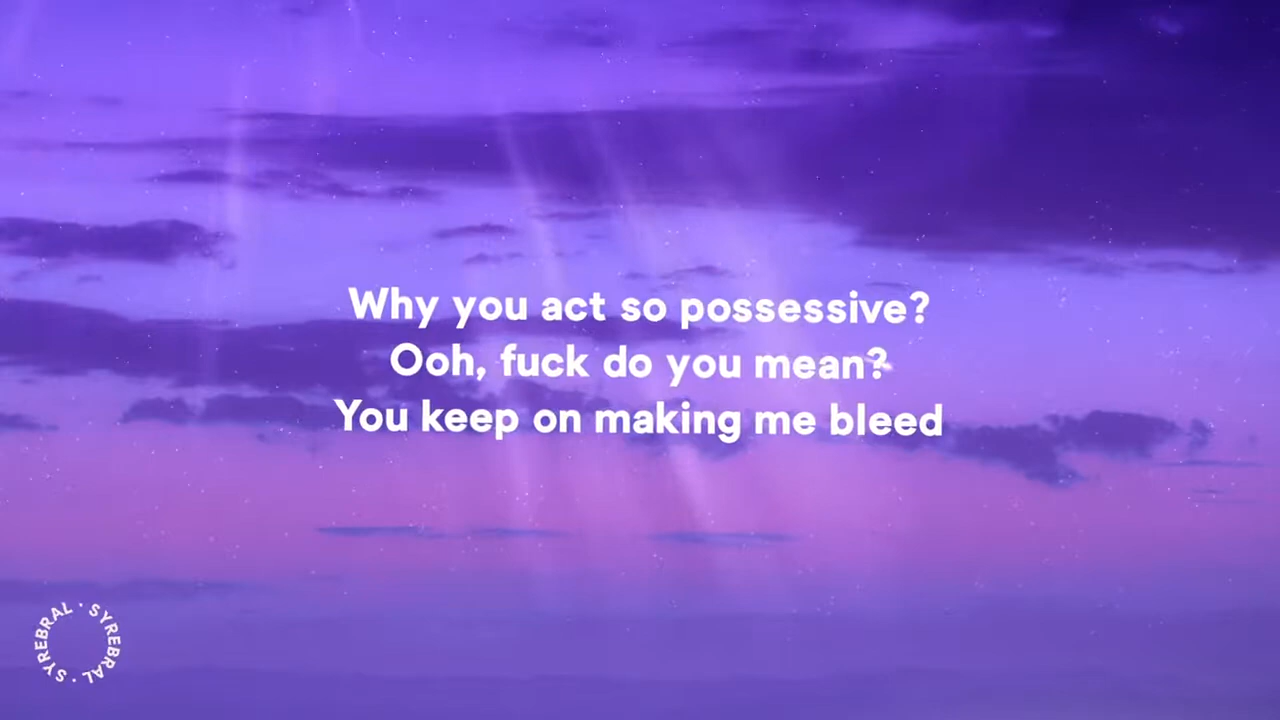 Why you act so possessive?
Ooh, fuck do you mean?
You keep on making me bleed
SYREBRAL · SYREBRAL ·